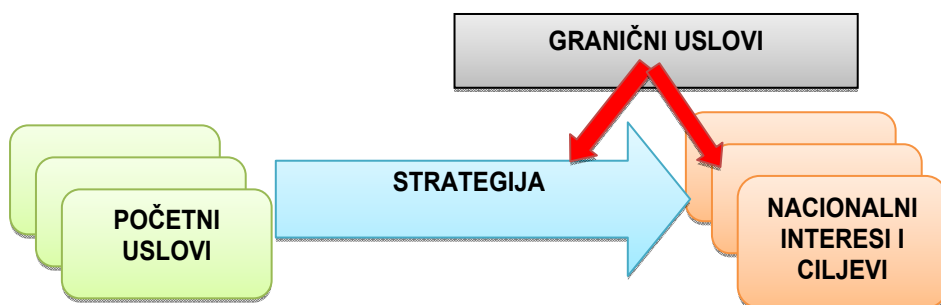 GRANIČNI USLOVI
STRATEGIJA
POČETNI
USLOVI
NACIONALNI
INTERESI I
CILJEVI